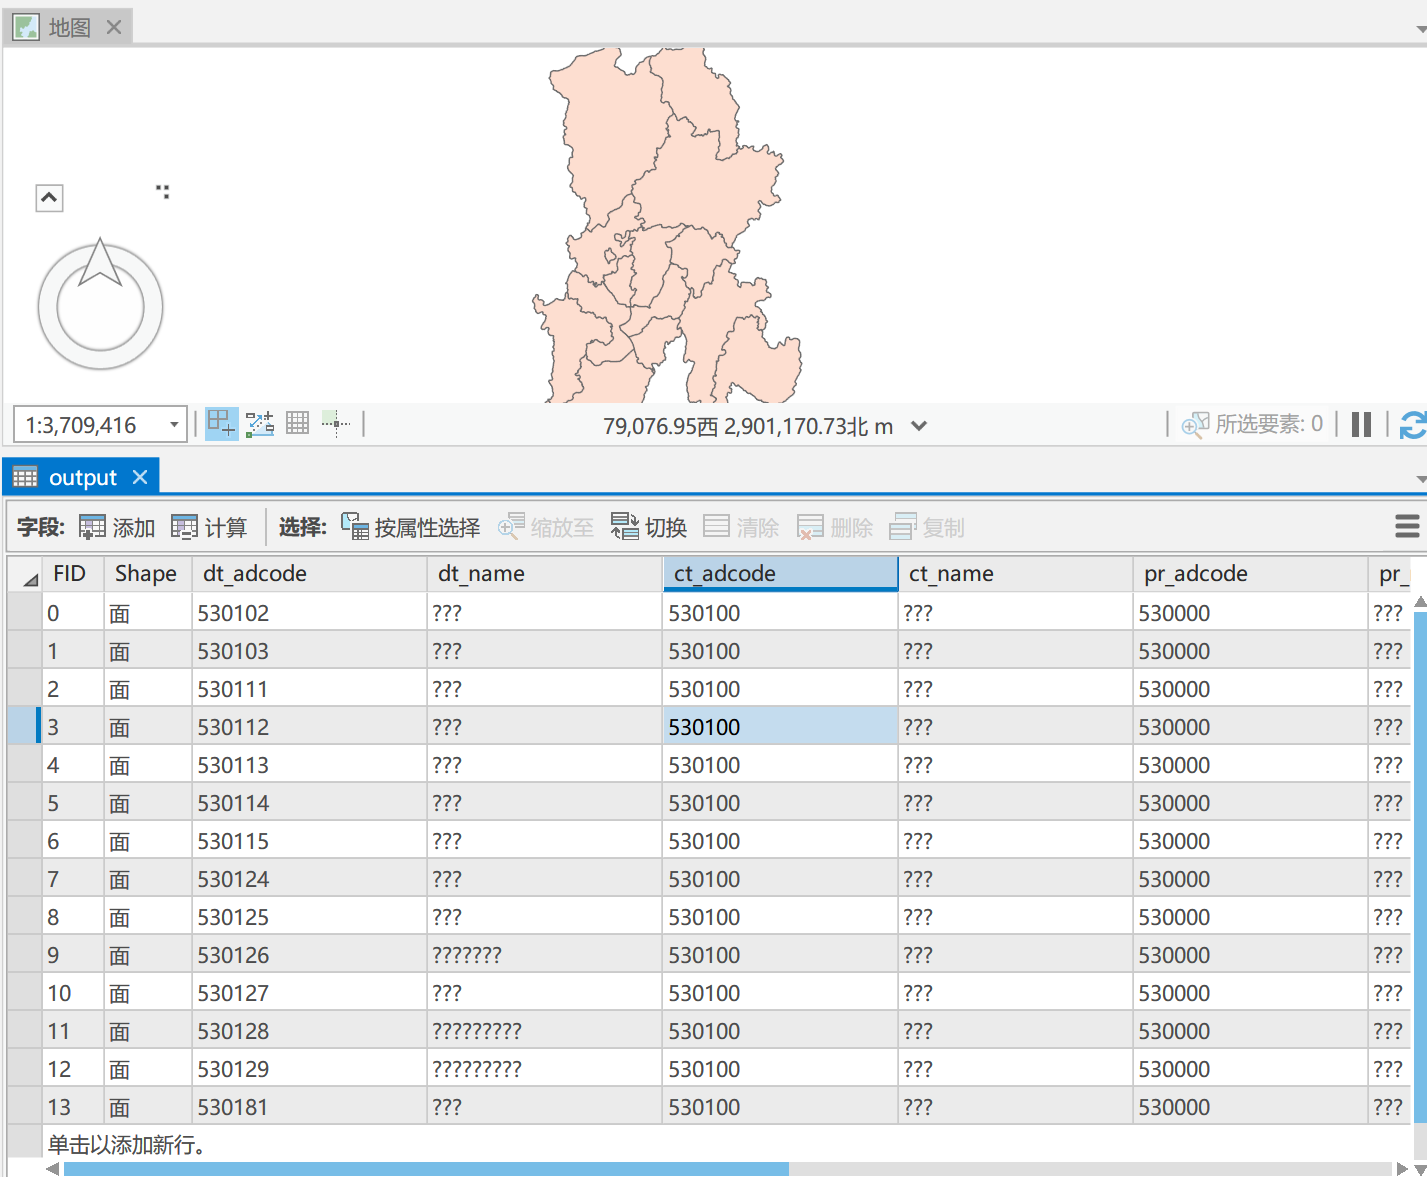 地图
1:3,709,416
79,076.95西 2,901,170.73北 m
所选要素: 0
output
字段: 添加 计算 选择: 按属性选择 缩放至 切换 清除 删除 复制
FID Shape dt_adcode dt_name ct_adcode ct_name pr_adcode pr_
0 面 530102 ??? 530100 ??? 530000 ???
1 面 530103 ??? 530100 ??? 530000 ???
2 面 530111 ??? 530100 ??? 530000 ???
3 面 530112 ??? 530100 ??? 530000 ???
4 面 530113 ??? 530100 ??? 530000 ???
5 面 530114 ??? 530100 ??? 530000 ???
6 面 530115 ??? 530100 ??? 530000 ???
7 面 530124 ??? 530100 ??? 530000 ???
8 面 530125 ??? 530100 ??? 530000 ???
9 面 530126 ??????? 530100 ??? 530000 ???
10 面 530127 ??? 530100 ??? 530000 ???
11 面 530128 ????????? 530100 ??? 530000 ???
12 面 530129 ????????? 530100 ??? 530000 ???
13 面 530181 ??? 530100 ??? 530000 ???
单击以添加新行。